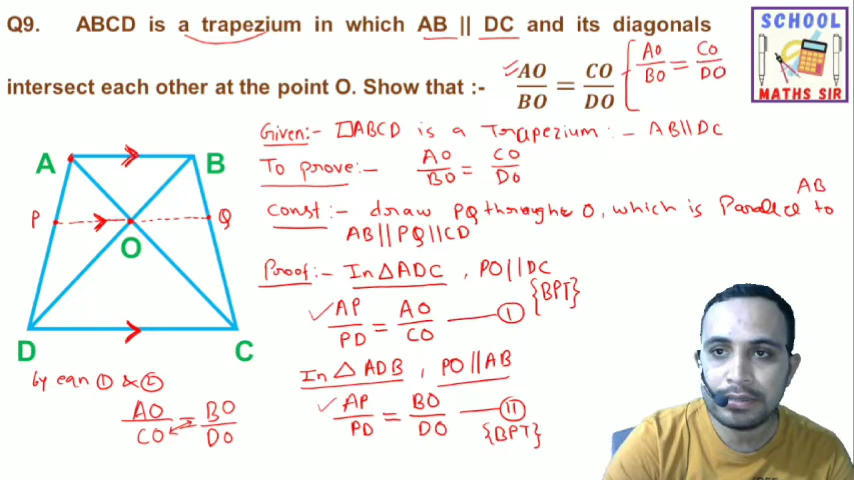 Q9. ABCD is a trapezium in which AB || DC and its diagonals
intersect each other at the point O. Show that :-
AO/BO = CO/DO
AO/BO = CO/DO
SCHOOL
MATHS SIR
Given:- □ABCD is a Trapezium :- AB||DC
To prove:- AO/BO = CO/DO
Const:- draw PQ through O, which is Parallel to AB
AB||PQ||CD
Proof:- In △ADC, PO||DC
AP/PD = AO/CO — I {BPT}
In △ADB, PO||AB
AP/PD = BO/DO — II {BPT}
A
B
P
Q
O
D
C
by eqn I & II
AO/CO = BO/DO